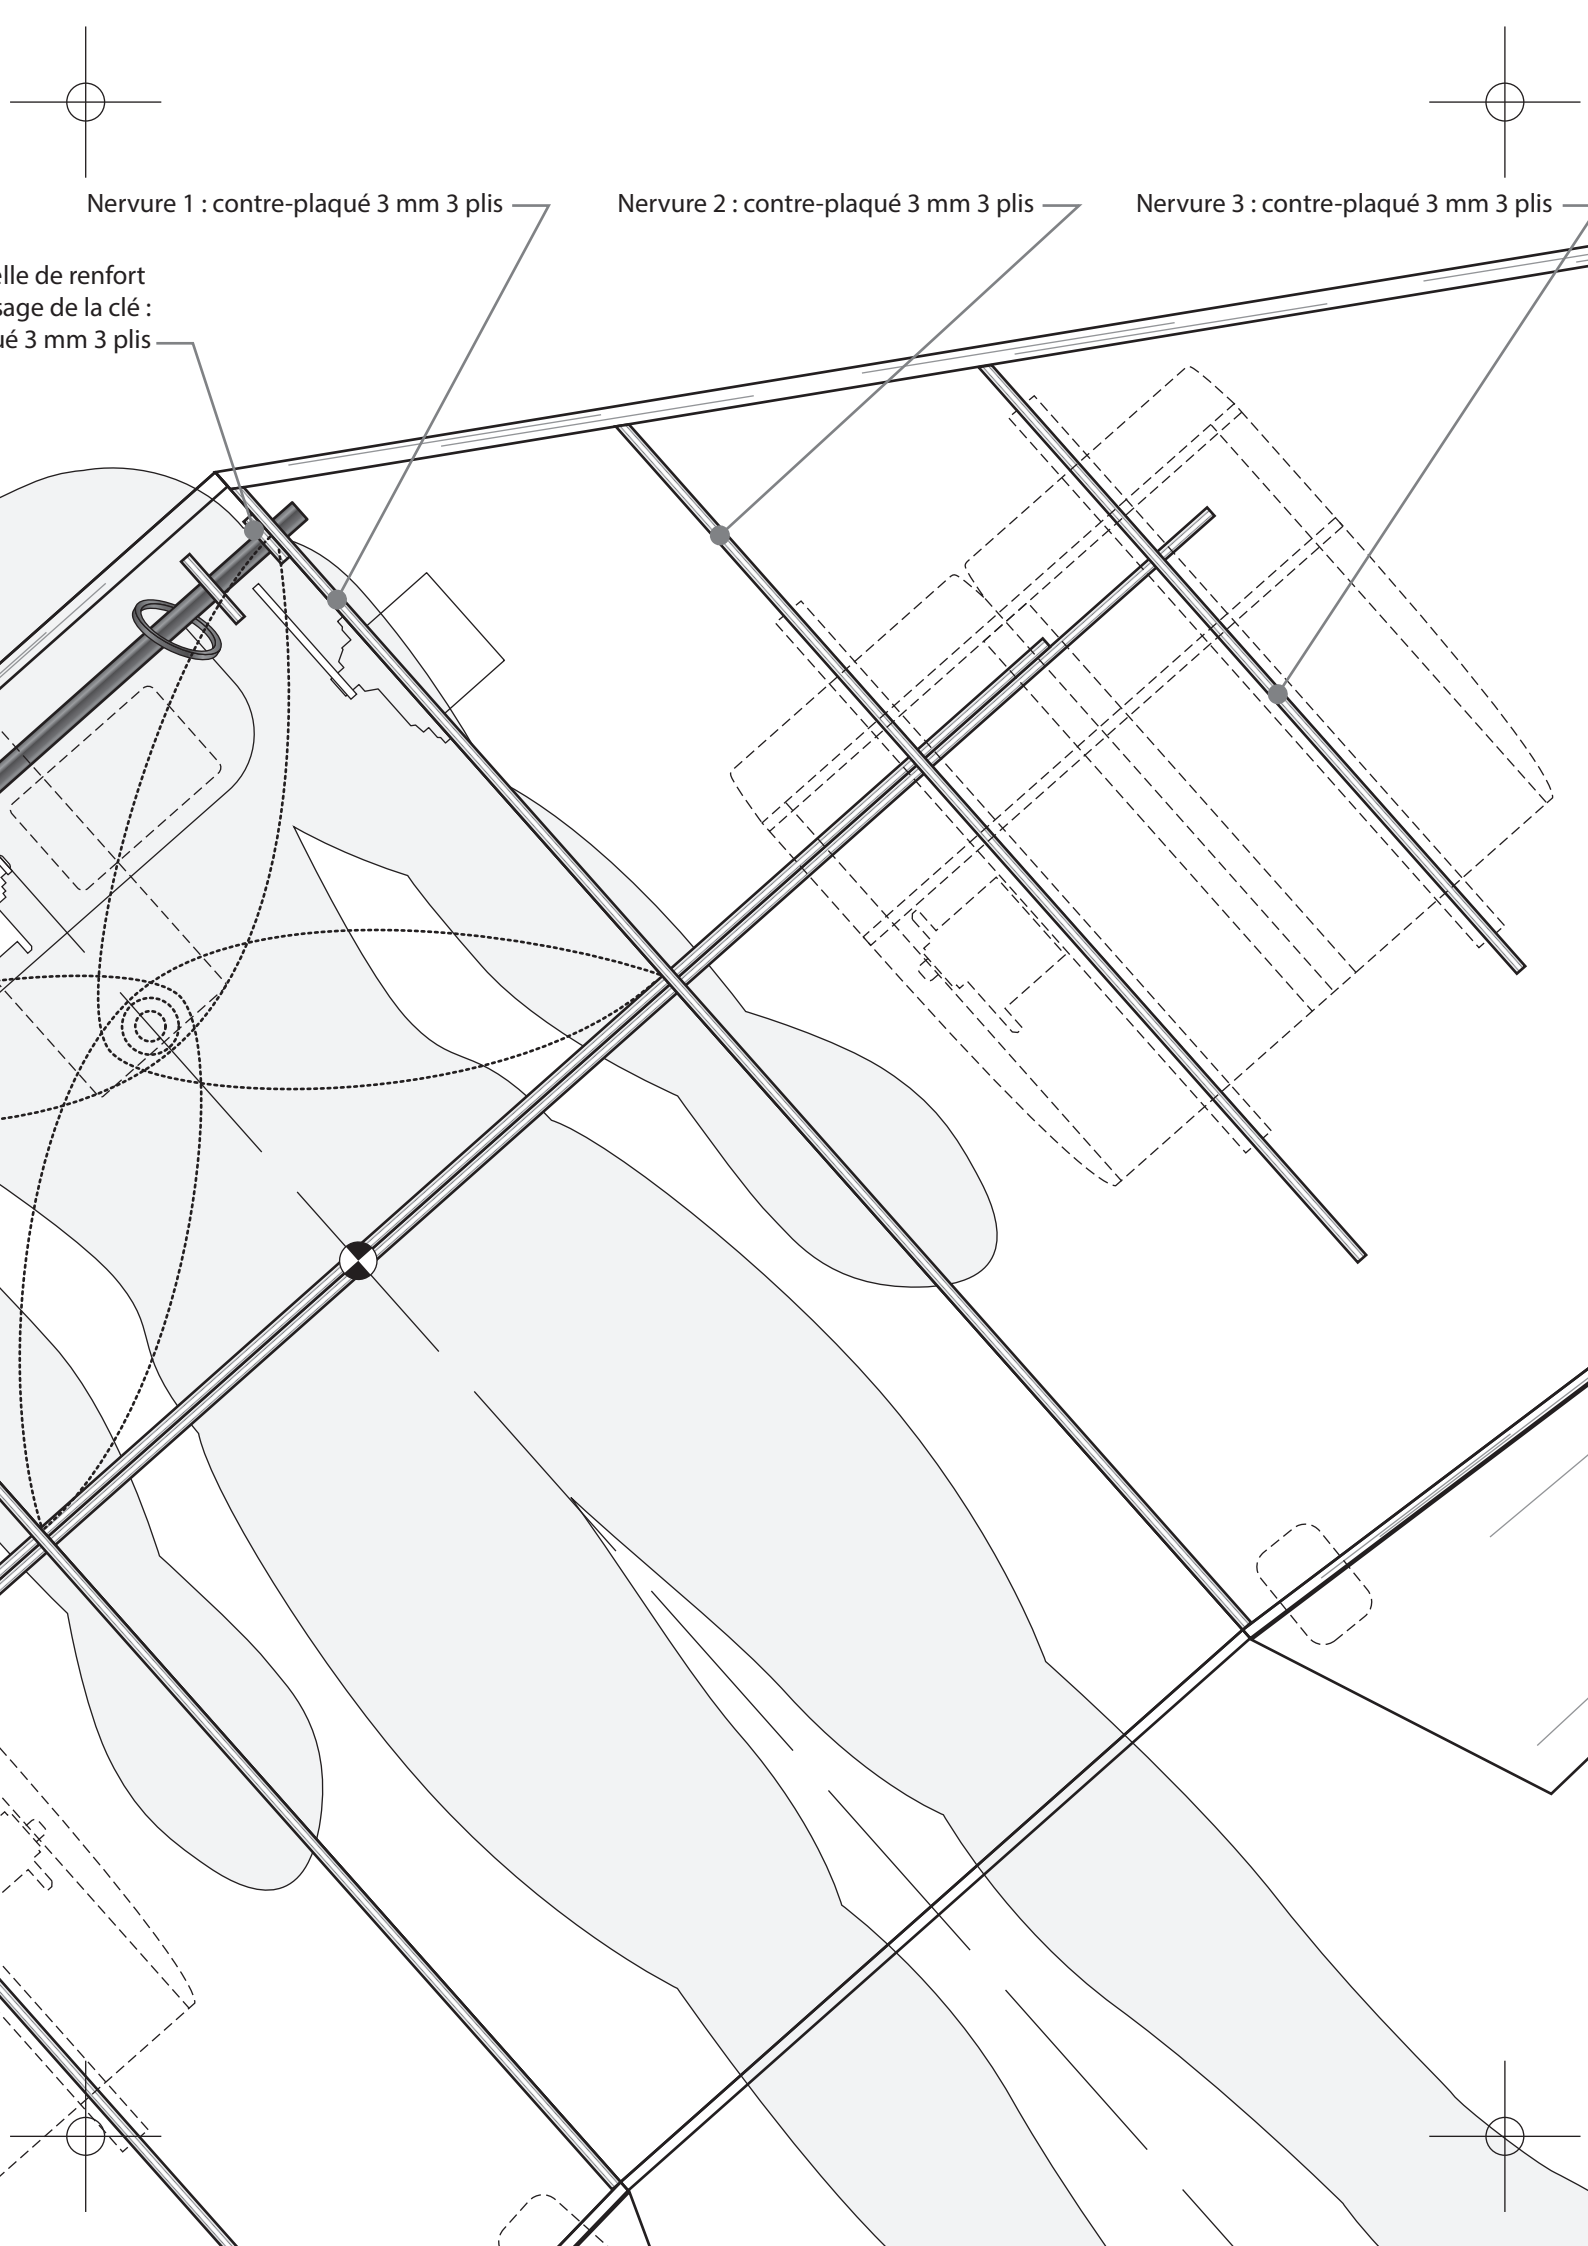 Nervure 1 : contre-plaqué 3 mm 3 plis
Nervure 2 : contre-plaqué 3 mm 3 plis
Nervure 3 : contre-plaqué 3 mm 3 plis
elle de renfort
sage de la clé :
ué 3 mm 3 plis